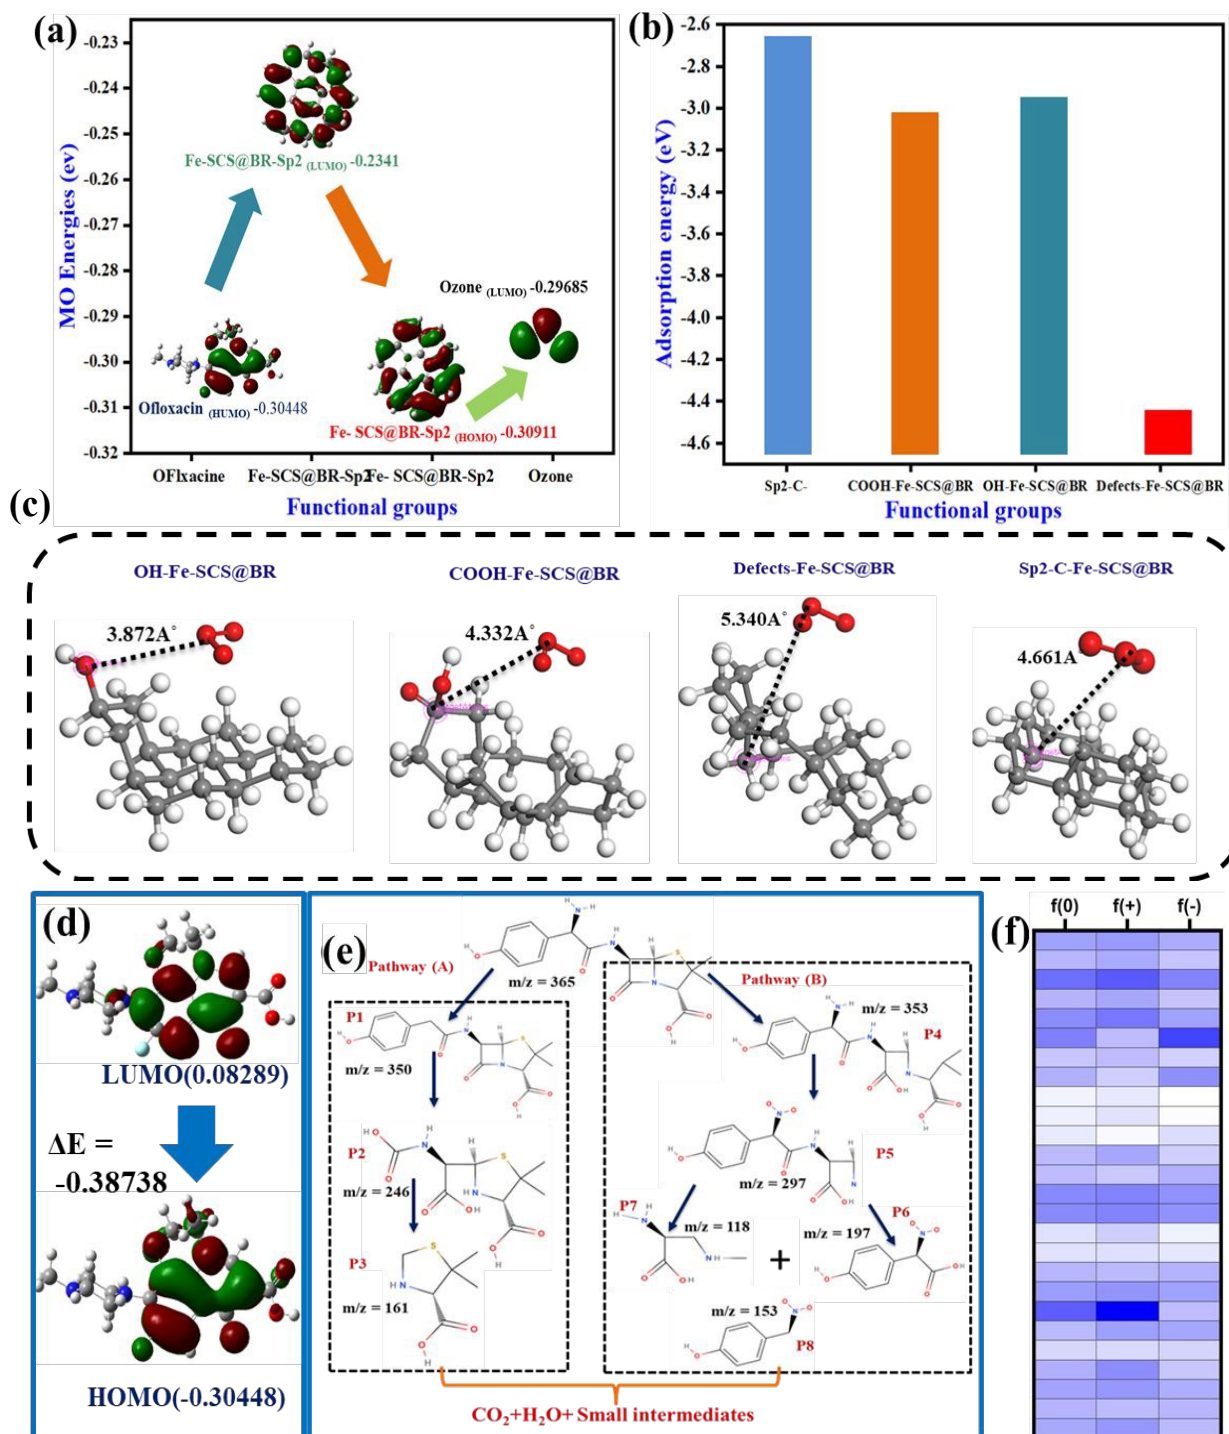 (a)
MO Energies (ev)
-0.23
-0.24
-0.25
-0.26
-0.27
-0.28
-0.29
-0.30
-0.31
-0.32
Fe-SCS@BR-Sp2 (LUMO) -0.2341
Ozone (LUMO) -0.29685
Ofloxacin (HUMO) -0.30448
Fe- SCS@BR-Sp2 (HOMO) -0.30911
OFlxacine
Fe-SCS@BR-Sp2
Fe- SCS@BR-Sp2
Ozone
Functional groups
(b)
Adsorption energy (eV)
-2.6
-2.8
-3.0
-3.2
-3.4
-3.6
-3.8
-4.0
-4.2
-4.4
-4.6
Sp2-C-
COOH-Fe-SCS@BR
OH-Fe-SCS@BR
Defects-Fe-SCS@BR
Functional groups
(c)
OH-Fe-SCS@BR
COOH-Fe-SCS@BR
Defects-Fe-SCS@BR
Sp2-C-Fe-SCS@BR
3.872A°
4.332A°
5.340A°
4.661A°
(d)
LUMO(0.08289)
ΔE =
-0.38738
HOMO(-0.30448)
(e)
Pathway (A)
m/z = 365
Pathway (B)
P1
m/z = 350
P2
m/z = 246
P3
m/z = 161
m/z = 353
P4
P5
m/z = 297
P7
m/z = 118
P6
m/z = 197
+
m/z = 153
P8
CO2+H2O+ Small intermediates
(f)
f(0) f(+) f(-)